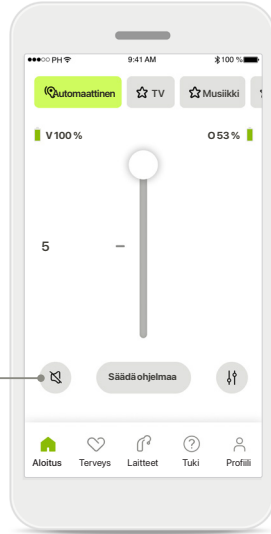 PH 9:41 AM 100 %
Automaattinen TV Musiikki
V 100 % O 53 %
5
Säädä ohjelmaa
Aloitus Terveys Laitteet Tuki Profiili